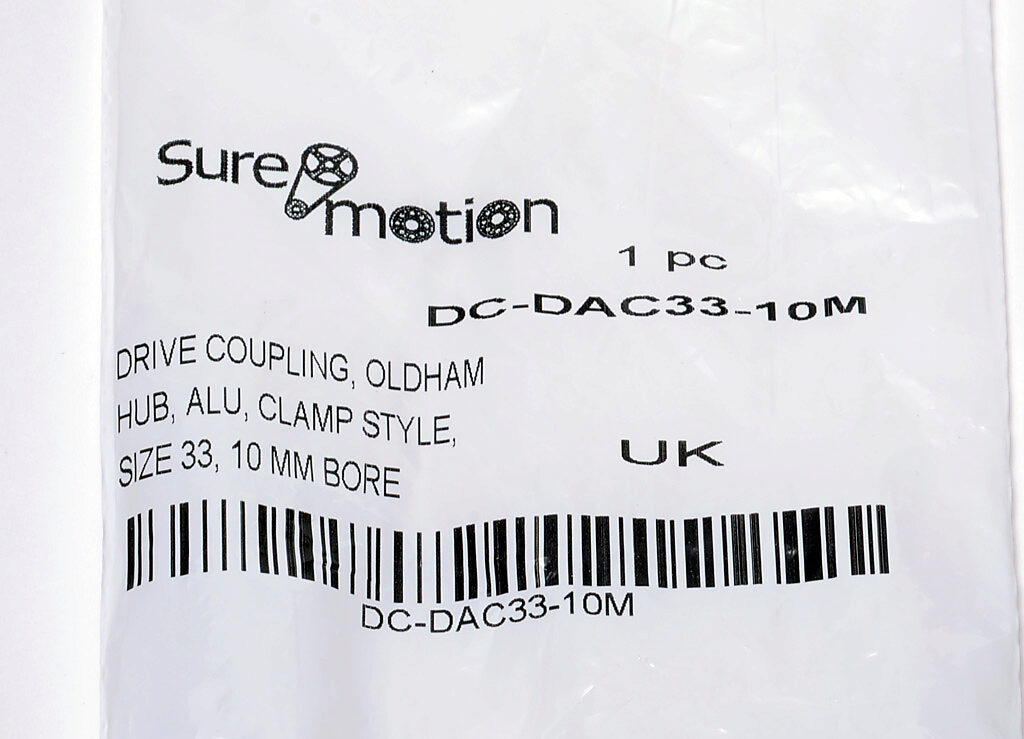 Sure
motion
1 pc
DC-DAC33-10M
DRIVE COUPLING, OLDHAM
HUB, ALU, CLAMP STYLE,
SIZE 33, 10 MM BORE
UK
DC-DAC33-10M